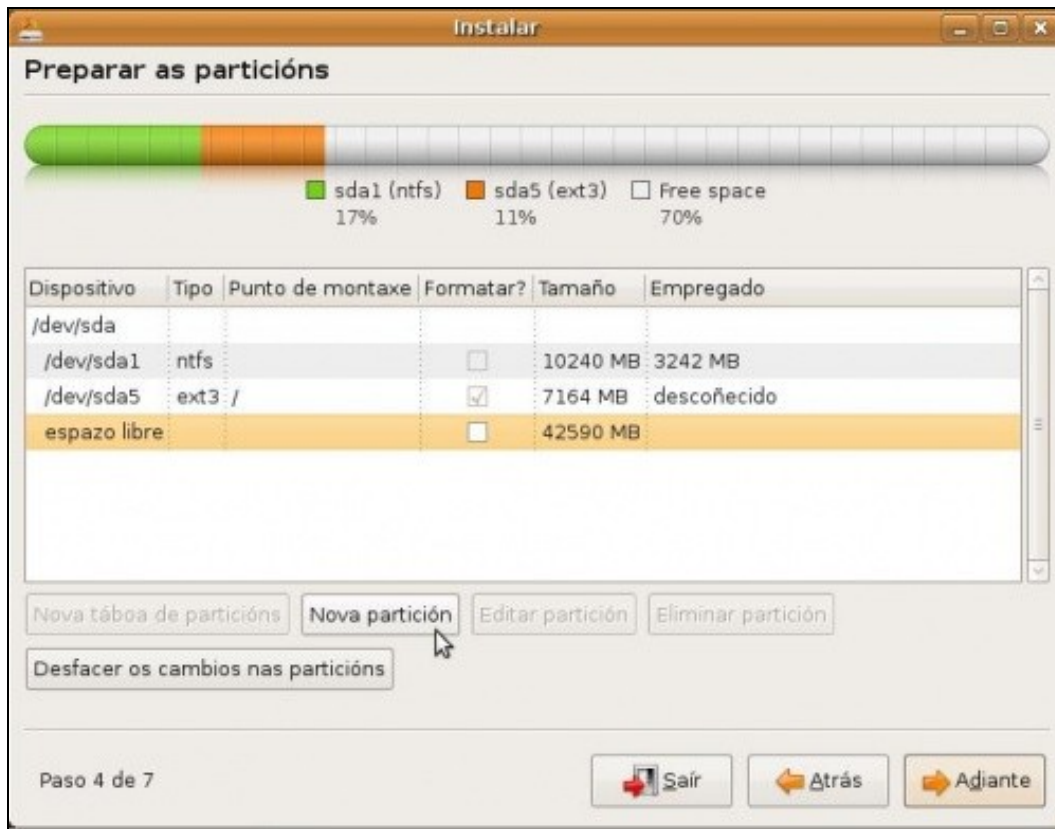 Instalar
Preparar as particións
sda1 (ntfs) sda5 (ext3) Free space
17% 11% 70%
Dispositivo Tipo Punto de montaxe Formatar? Tamaño Empregado
/dev/sda
/dev/sda1 ntfs 10240 MB 3242 MB
/dev/sda5 ext3 / 7164 MB descoñecido
espazo libre 42590 MB
Nova táboa de particións Nova partición Editar partición Eliminar partición
Desfacer os cambios nas particións
Paso 4 de 7 Saír Atrás Adiante